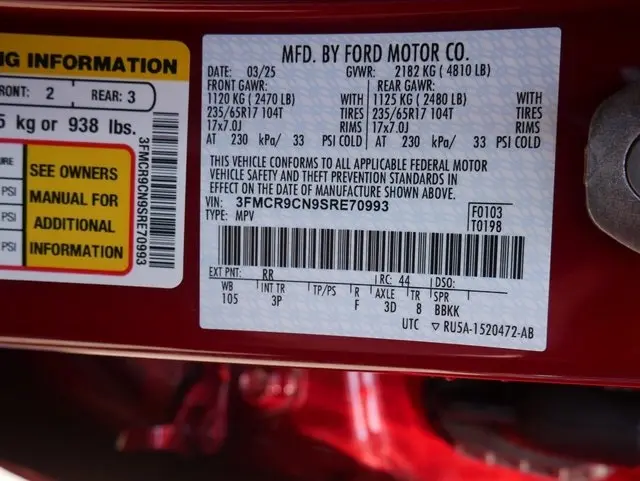 NG INFORMATION
FRONT: 2 REAR: 3
5 kg or 938 lbs.
PSI
PSI
PSI
SEE OWNERS
MANUAL FOR
ADDITIONAL
INFORMATION
3FMCR9CN9SRE70993
MFD. BY FORD MOTOR CO.
DATE: 03/25 GVWR: 2182 KG ( 4810 LB)
FRONT GAWR: REAR GAWR:
1120 KG ( 2470 LB) WITH 1125 KG ( 2480 LB) WITH
235/65R17 104T TIRES 235/65R17 104T TIRES
17x7.0J RIMS 17x7.0J RIMS
AT 230 kPa/ 33 PSI COLD AT 230 kPa/ 33 PSI COLD
THIS VEHICLE CONFORMS TO ALL APPLICABLE FEDERAL MOTOR
VEHICLE SAFETY AND THEFT PREVENTION STANDARDS IN
EFFECT ON THE DATE OF MANUFACTURE SHOWN ABOVE.
VIN: 3FMCR9CN9SRE70993
TYPE: MPV
F0103
T0198
EXT PNT: RR RC: 44 DSO:
WB INT TR TP/PS R AXLE TR SPR
105 3P F 3D 8 BBKK
UTC ▽ RU5A-1520472-AB